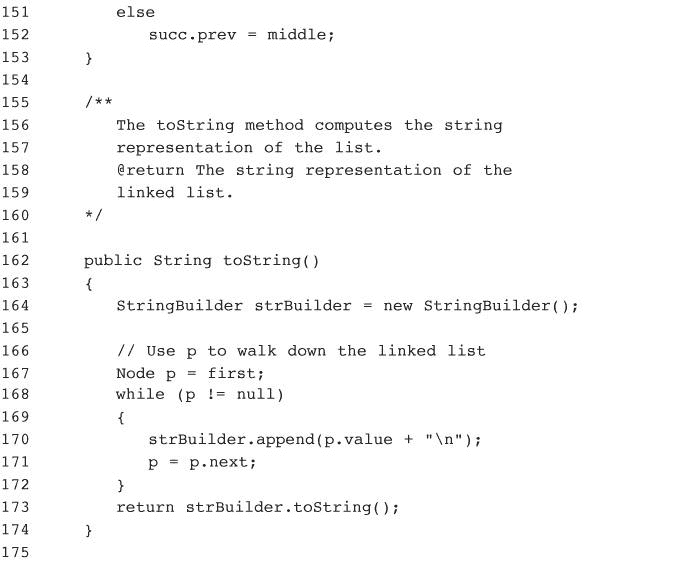 151         else
152            succ.prev = middle;
153      }
154
155      /**
156         The toString method computes the string
157         representation of the list.
158         @return The string representation of the
159         linked list.
160      */
161
162      public String toString()
163      {
164         StringBuilder strBuilder = new StringBuilder();
165
166         // Use p to walk down the linked list
167         Node p = first;
168         while (p != null)
169         {
170            strBuilder.append(p.value + "\n");
171            p = p.next;
172         }
173         return strBuilder.toString();
174      }
175